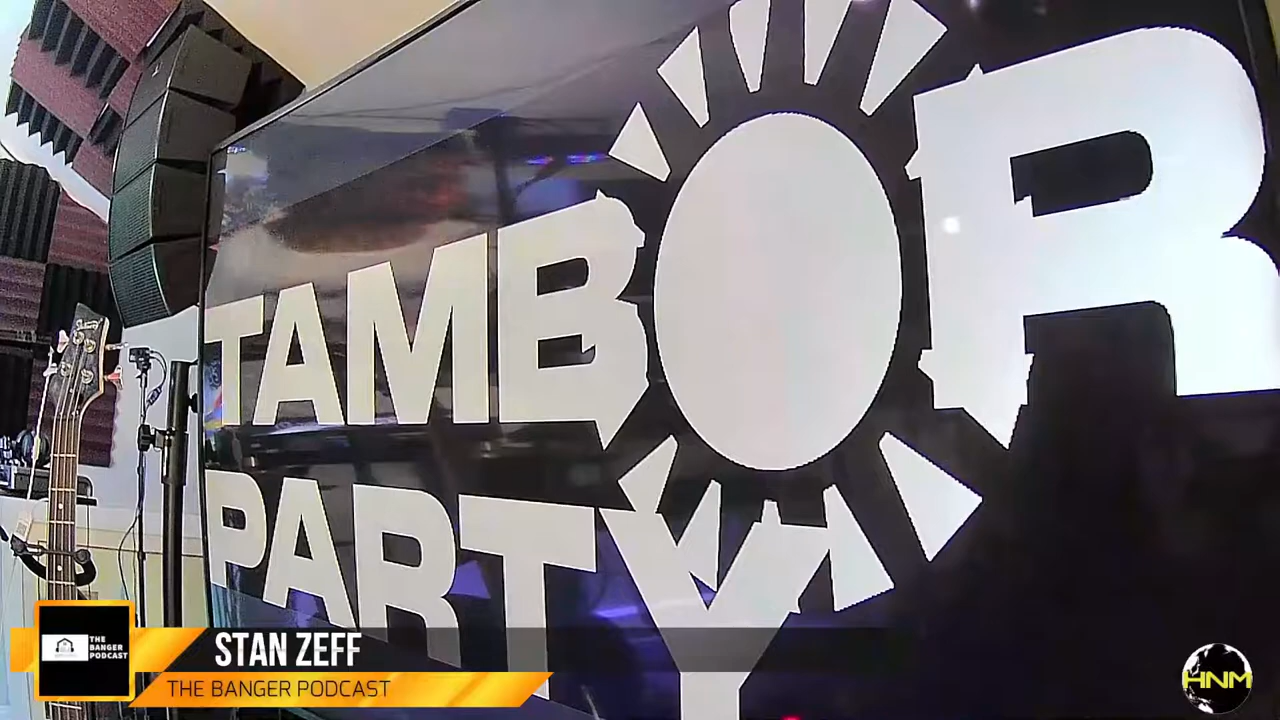 TAMBOR
PARTY
THE
BANGER
PODCAST
STAN ZEFF
THE BANGER PODCAST
HNM